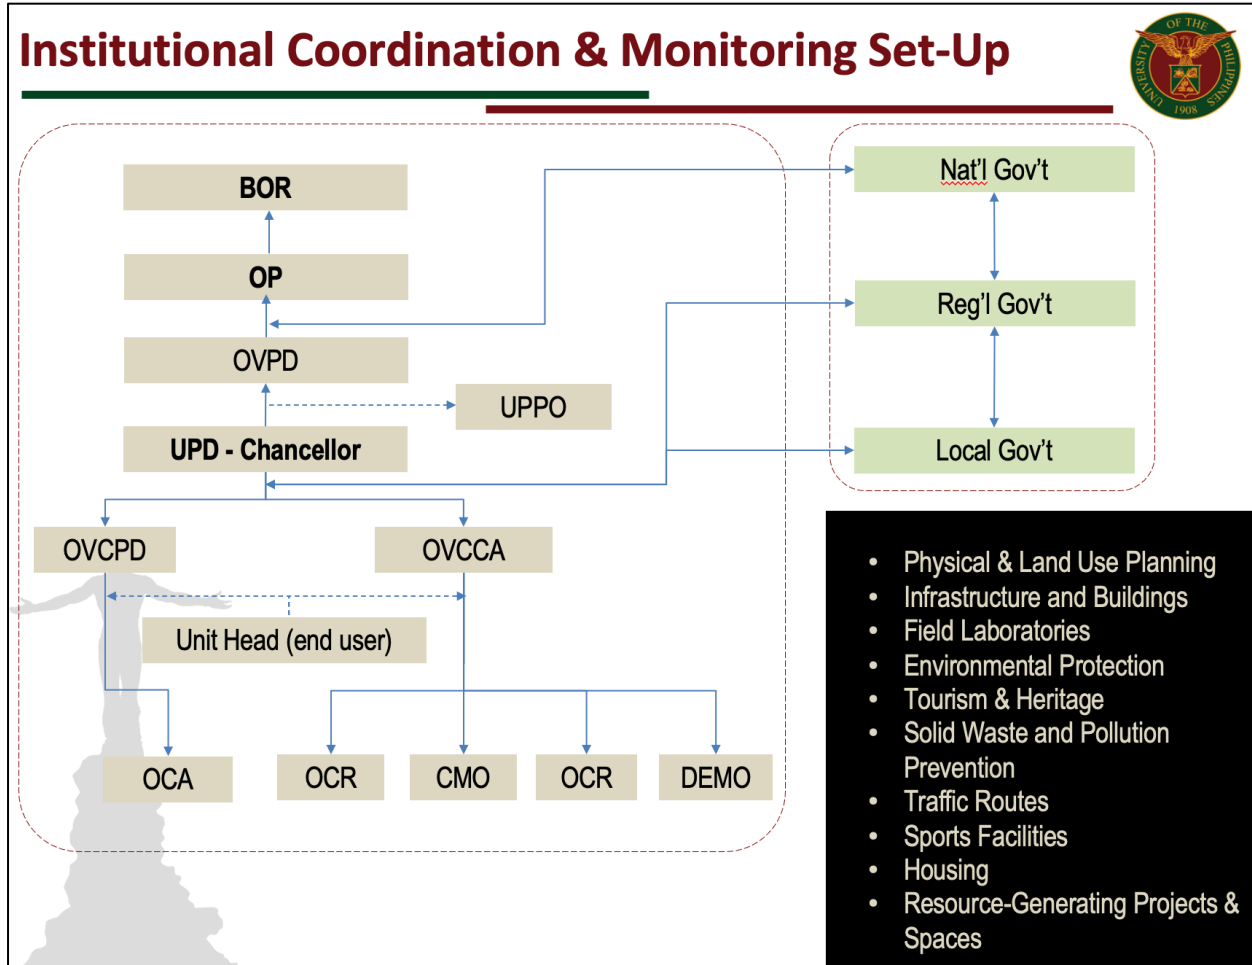 Institutional Coordination & Monitoring Set-Up
UNIVERSITY OF THE PHILIPPINES
1908
BOR
OP
OVPD
UPPO
UPD - Chancellor
OVCPD
OVCCA
Unit Head (end user)
OCA
OCR
CMO
OCR
DEMO
Nat'l Gov't
Reg'l Gov't
Local Gov't
• Physical & Land Use Planning
• Infrastructure and Buildings
• Field Laboratories
• Environmental Protection
• Tourism & Heritage
• Solid Waste and Pollution
Prevention
• Traffic Routes
• Sports Facilities
• Housing
• Resource-Generating Projects &
Spaces